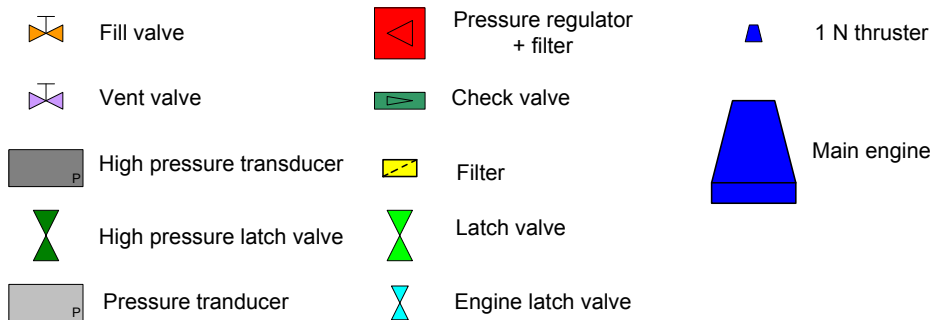 Fill valve
Vent valve
P
High pressure transducer
High pressure latch valve
P
Pressure tranducer
Pressure regulator
+ filter
Check valve
Filter
Latch valve
Engine latch valve
1 N thruster
Main engine